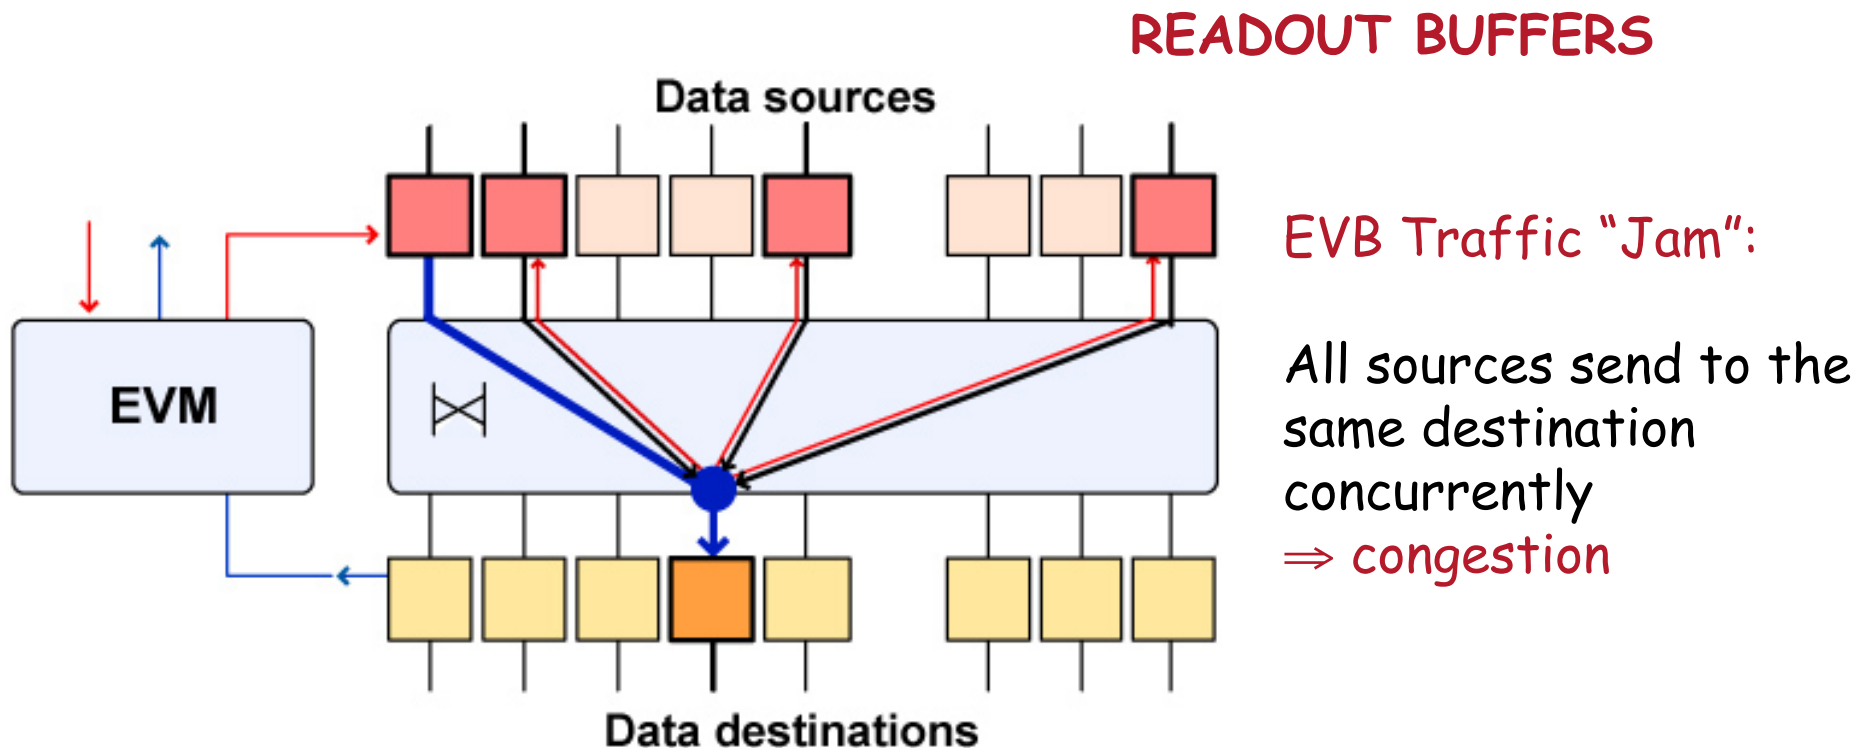 READOUT BUFFERS
Data sources
EVB Traffic “Jam”:
All sources send to the
same destination
concurrently
⇒ congestion
EVM
Data destinations